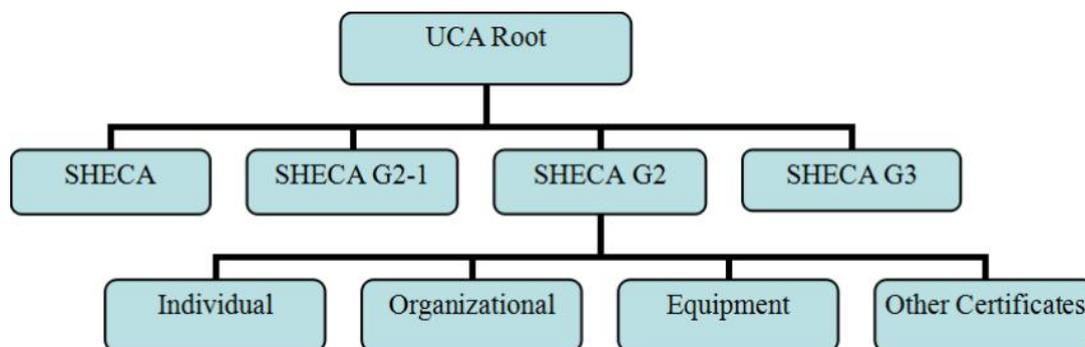 UCA Root
SHECA
SHECA G2-1
SHECA G2
SHECA G3
Individual
Organizational
Equipment
Other Certificates